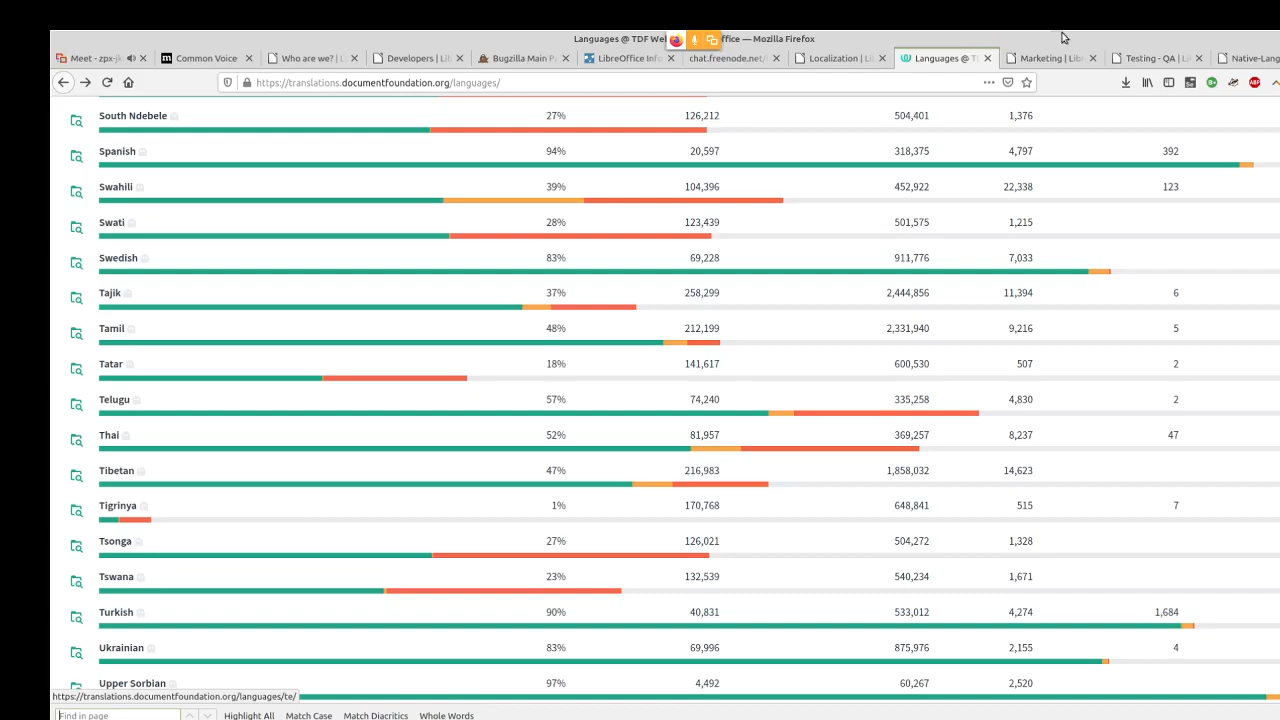 Languages @ TDF Wel ffice — Mozilla Firefox
Meet - zpx-j Common Voice Who are we? | L Developers | Li Bugzilla Main P LibreOffice Info chat.freenode.net/ Localization | Li Languages @ T Marketing | Libr Testing - QA | Li Native-Lang
https://translations.documentfoundation.org/languages/
South Ndebele 27% 126,212 504,401 1,376
Spanish 94% 20,597 318,375 4,797 392
Swahili 39% 104,396 452,922 22,338 123
Swati 28% 123,439 501,575 1,215
Swedish 83% 69,228 911,776 7,033
Tajik 37% 258,299 2,444,856 11,394 6
Tamil 48% 212,199 2,331,940 9,216 5
Tatar 18% 141,617 600,530 507 2
Telugu 57% 74,240 335,258 4,830 2
Thai 52% 81,957 369,257 8,237 47
Tibetan 47% 216,983 1,858,032 14,623
Tigrinya 1% 170,768 648,841 515 7
Tsonga 27% 126,021 504,272 1,328
Tswana 23% 132,539 540,234 1,671
Turkish 90% 40,831 533,012 4,274 1,684
Ukrainian 83% 69,996 875,976 2,155 4
Upper Sorbian 97% 4,492 60,267 2,520
https://translations.documentfoundation.org/languages/te/
Find in page Highlight All Match Case Match Diacritics Whole Words